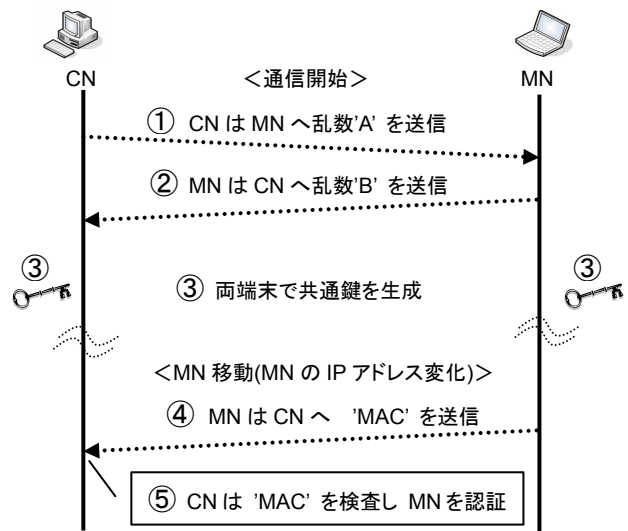 CN
<通信開始>
MN
① CN は MN へ乱数'A' を送信
② MN は CN へ乱数'B' を送信
③
③ 両端末で共通鍵を生成
③
<MN 移動(MN の IP アドレス変化)>
④ MN は CN へ 'MAC' を送信
⑤ CN は 'MAC' を検査し MN を認証